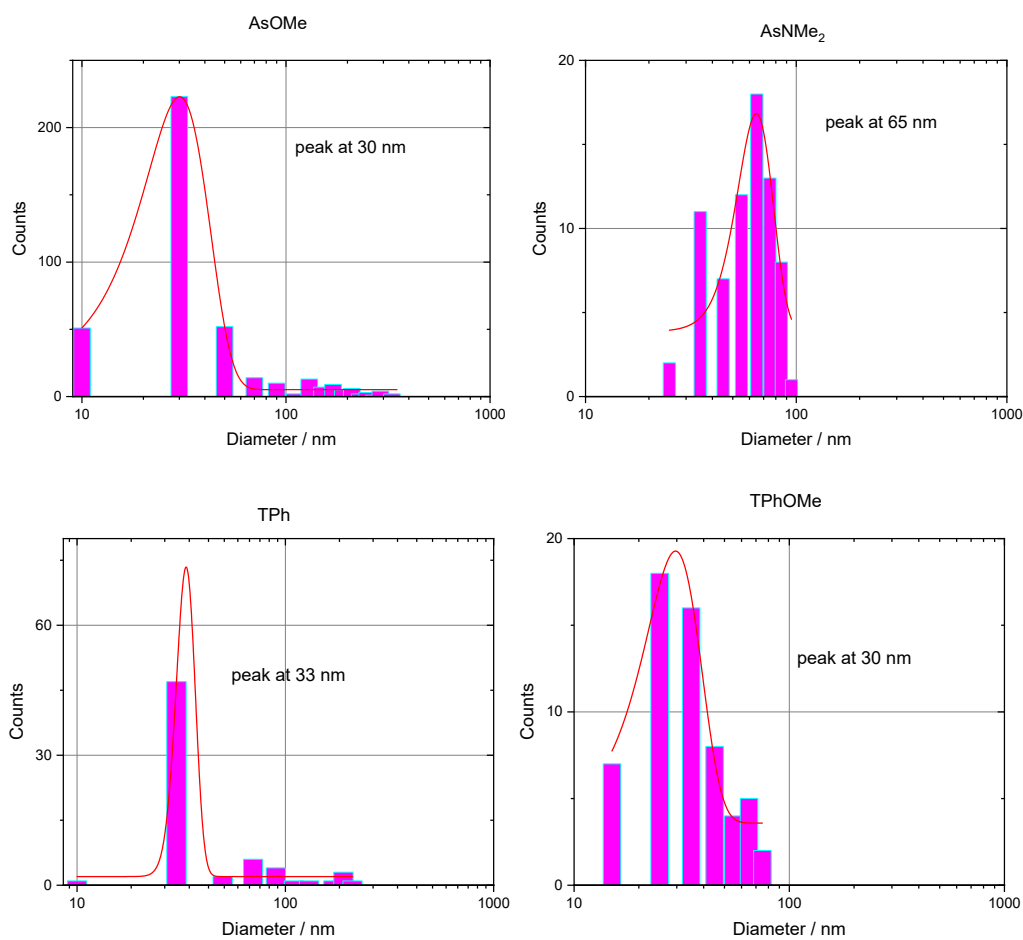 AsOMe
200
100
0
Counts
peak at 30 nm
10
100
1000
Diameter / nm
AsNMe₂
20
10
0
Counts
peak at 65 nm
10
100
1000
Diameter / nm
TPh
60
30
0
Counts
peak at 33 nm
10
100
1000
Diameter / nm
TPhOMe
20
10
0
Counts
peak at 30 nm
10
100
1000
Diameter / nm